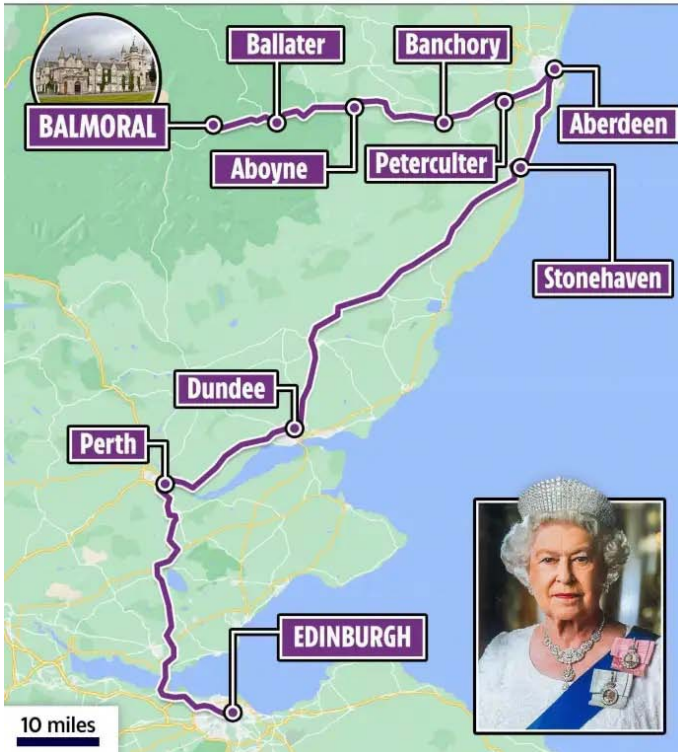 Ballater
Banchory
BALMORAL
Aberdeen
Aboyne
Peterculter
Stonehaven
Dundee
Perth
EDINBURGH
10 miles